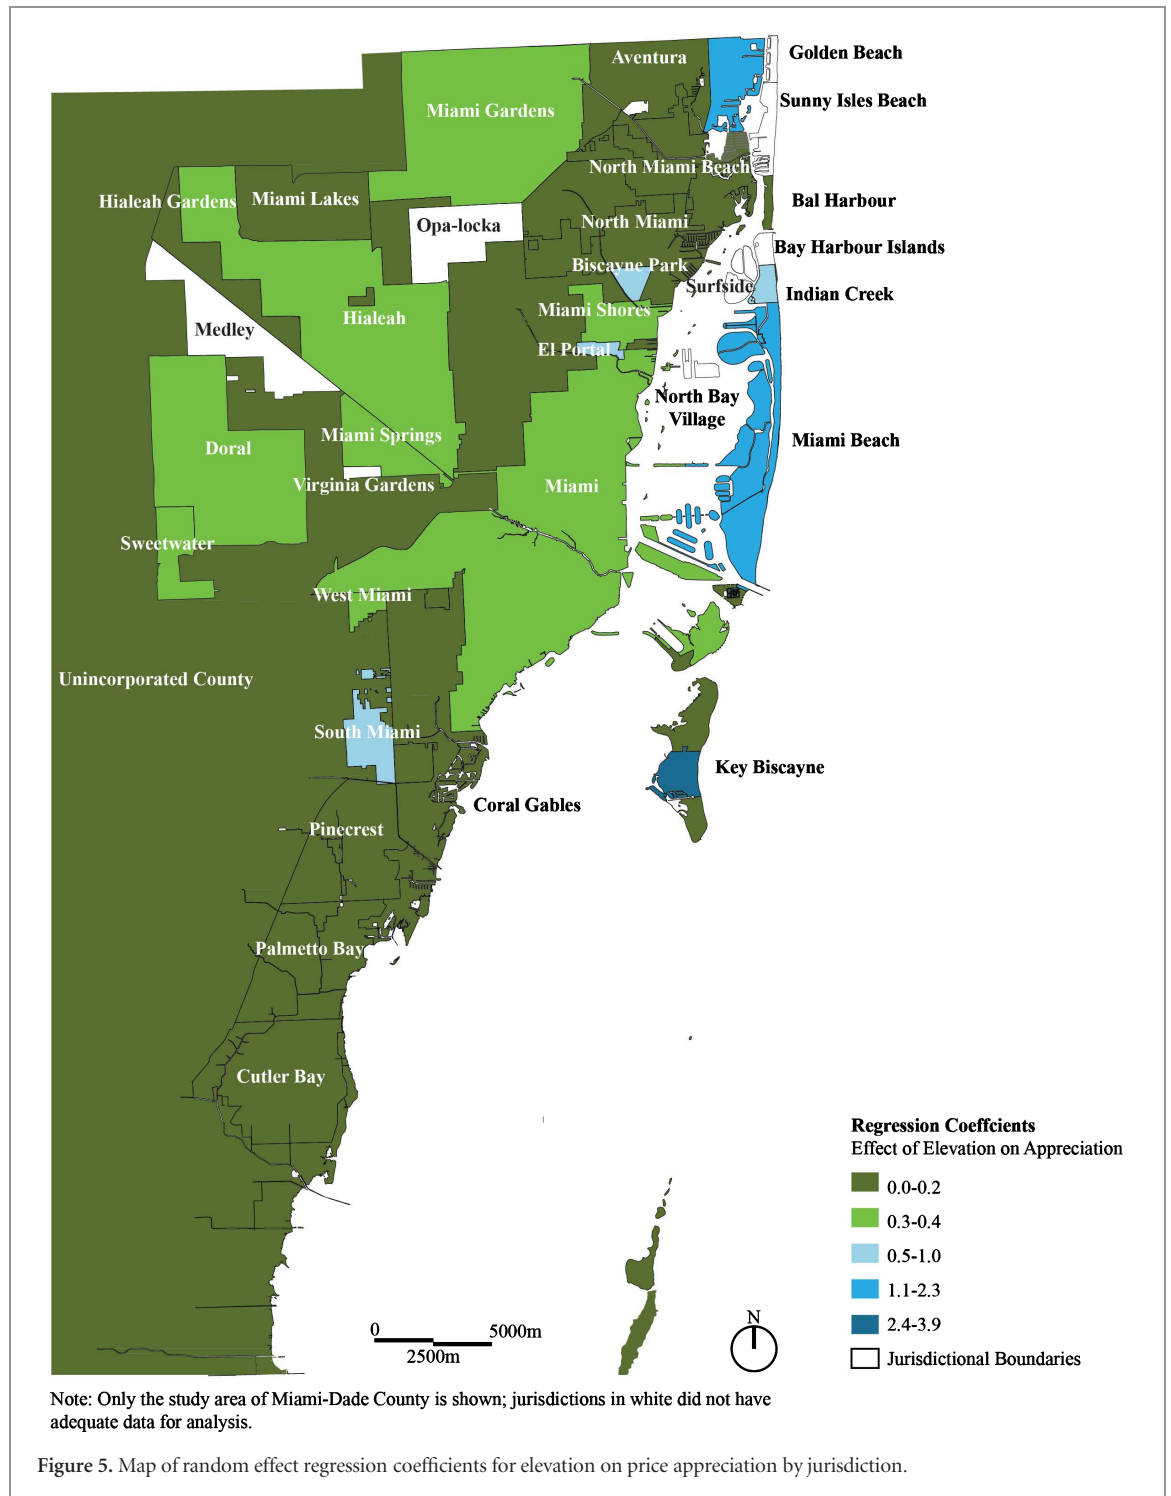 Golden Beach
Aventura
Sunny Isles Beach
Miami Gardens
North Miami Beach
Hialeah Gardens
Miami Lakes
Bal Harbour
Opa-locka
North Miami
Bay Harbour Islands
Biscayne Park
Surfside
Indian Creek
Miami Shores
Hialeah
Medley
El Portal
North Bay
Village
Miami Springs
Miami Beach
Doral
Virginia Gardens
Miami
Sweetwater
West Miami
Unincorporated County
South Miami
Key Biscayne
Coral Gables
Pinecrest
Palmetto Bay
Cutler Bay
Regression Coeffcients
Effect of Elevation on Appreciation
0.0-0.2
0.3-0.4
0.5-1.0
1.1-2.3
2.4-3.9
Jurisdictional Boundaries
N
0
5000m
2500m
Note: Only the study area of Miami-Dade County is shown; jurisdictions in white did not have
adequate data for analysis.
Figure 5. Map of random effect regression coefficients for elevation on price appreciation by jurisdiction.